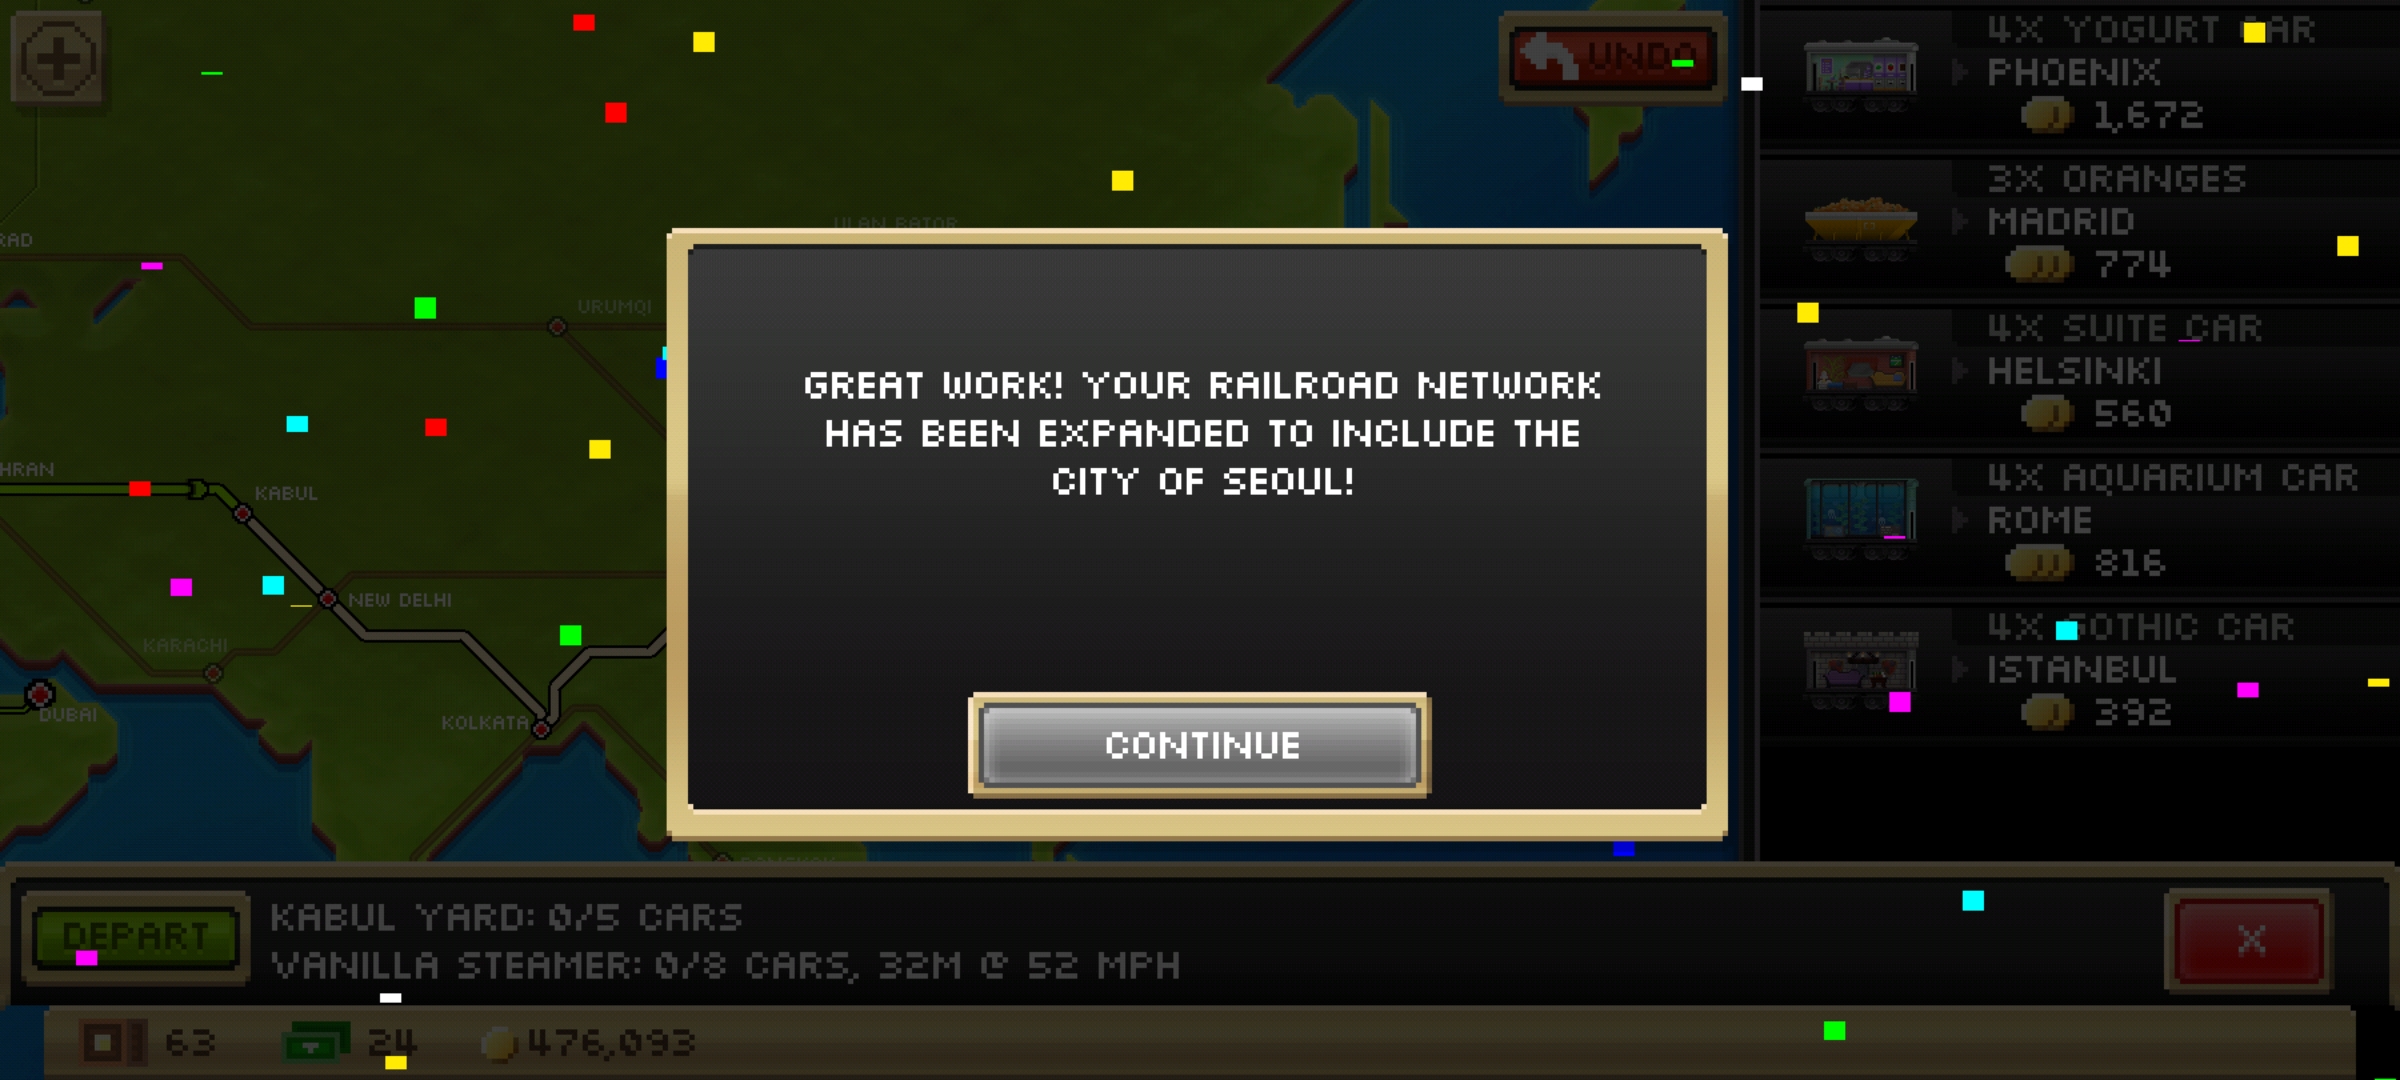 UNDO
4X YOGURT CAR
PHOENIX
1,672
3X ORANGES
MADRID
774
4X SUITE CAR
HELSINKI
560
4X AQUARIUM CAR
ROME
816
4X GOTHIC CAR
ISTANBUL
392
ULAN BATOR
RAD
URUMQI
HRAN
KABUL
NEW DELHI
KARACHI
DUBAI
KOLKATA
BANGKOK
GREAT WORK! YOUR RAILROAD NETWORK
HAS BEEN EXPANDED TO INCLUDE THE
CITY OF SEOUL!
CONTINUE
DEPART
KABUL YARD: 0/5 CARS
VANILLA STEAMER: 0/8 CARS, 32M @ 52 MPH
X
63
24
476,093